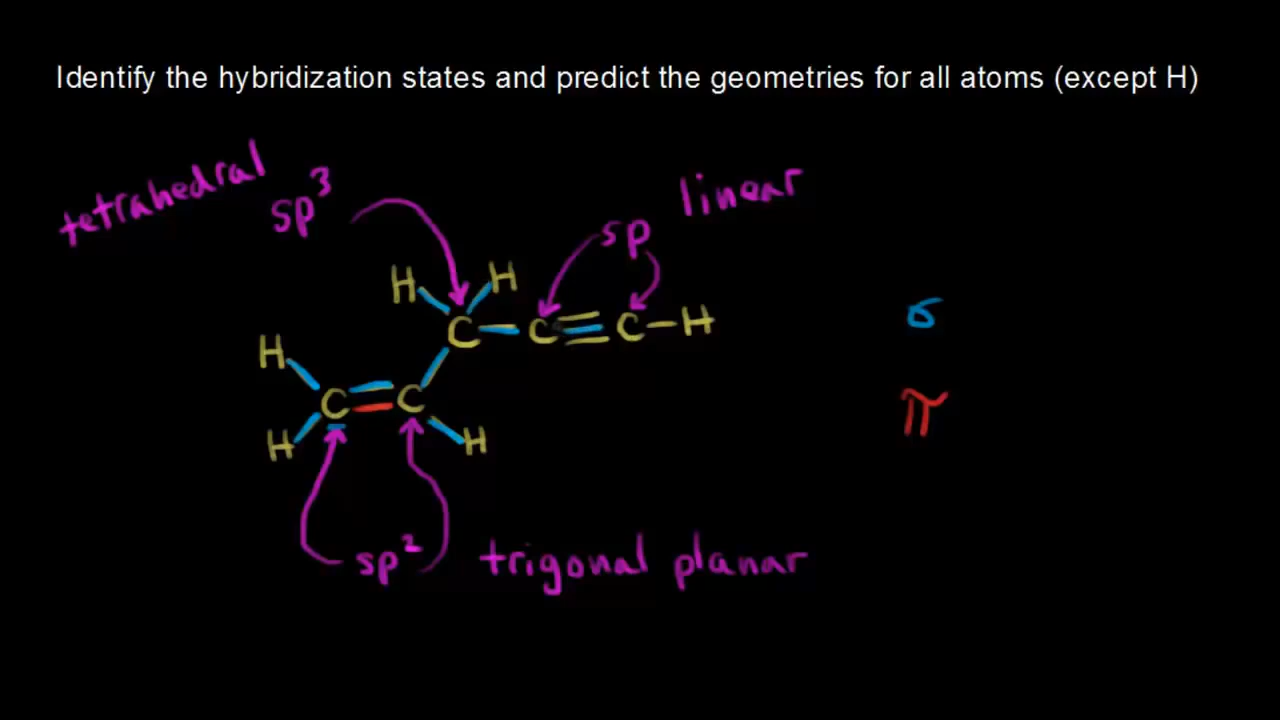 Identify the hybridization states and predict the geometries for all atoms (except H)
tetrahedral
sp³
linear
sp
H H
C C C H
σ
H
C C
π
H H
sp² trigonal planar